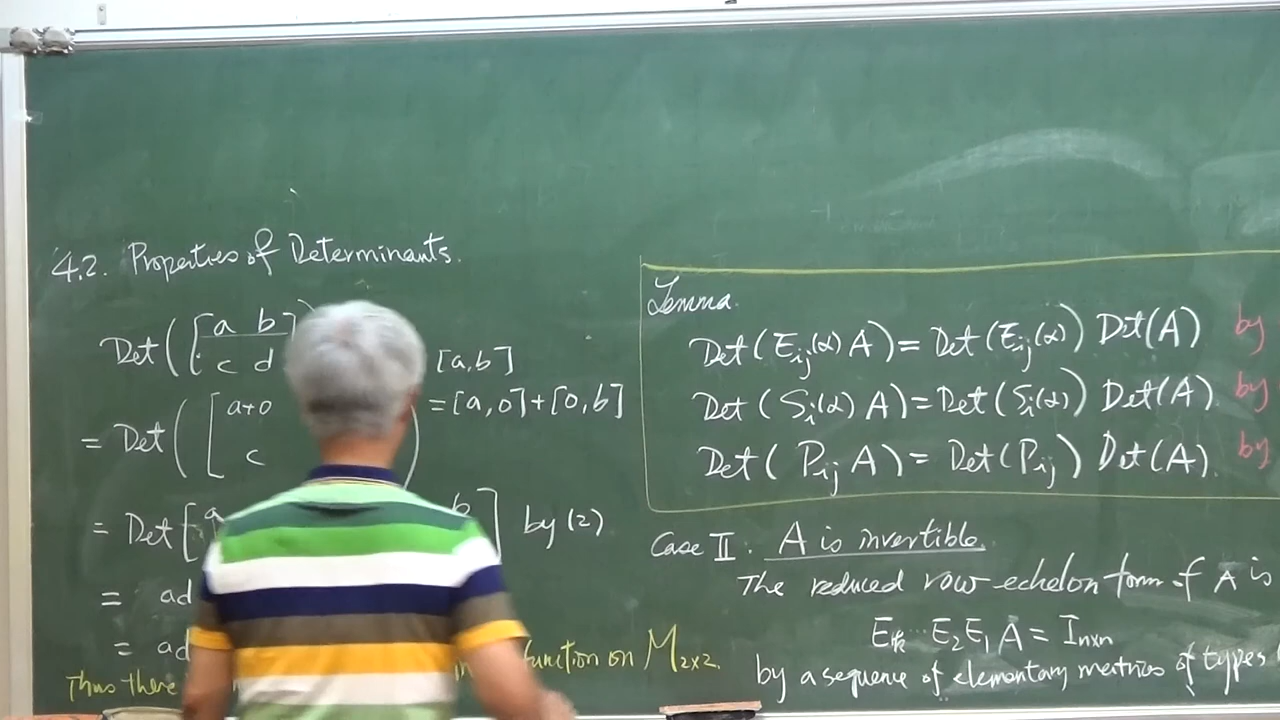 4.2. Properties of Determinants.
Det([a b
c d
[a,b]
= Det([a+0
c
)
= [a,0]+[0,b]
= Det[a
b] by (2)
= ad
= ad
Thus there
function on M2x2.
Lemma.
Det(Eij(α) A) = Det(Eij(α)) Det(A) by
Det(Si(α) A) = Det(Si(α)) Det(A). by
Det(Pij A) = Det(Pij) Det(A). by
Case II. A is invertible.
The reduced row echelon form of A is
Ek ... E2 E1 A = Inxn
by a sequence of elementary matrices of types